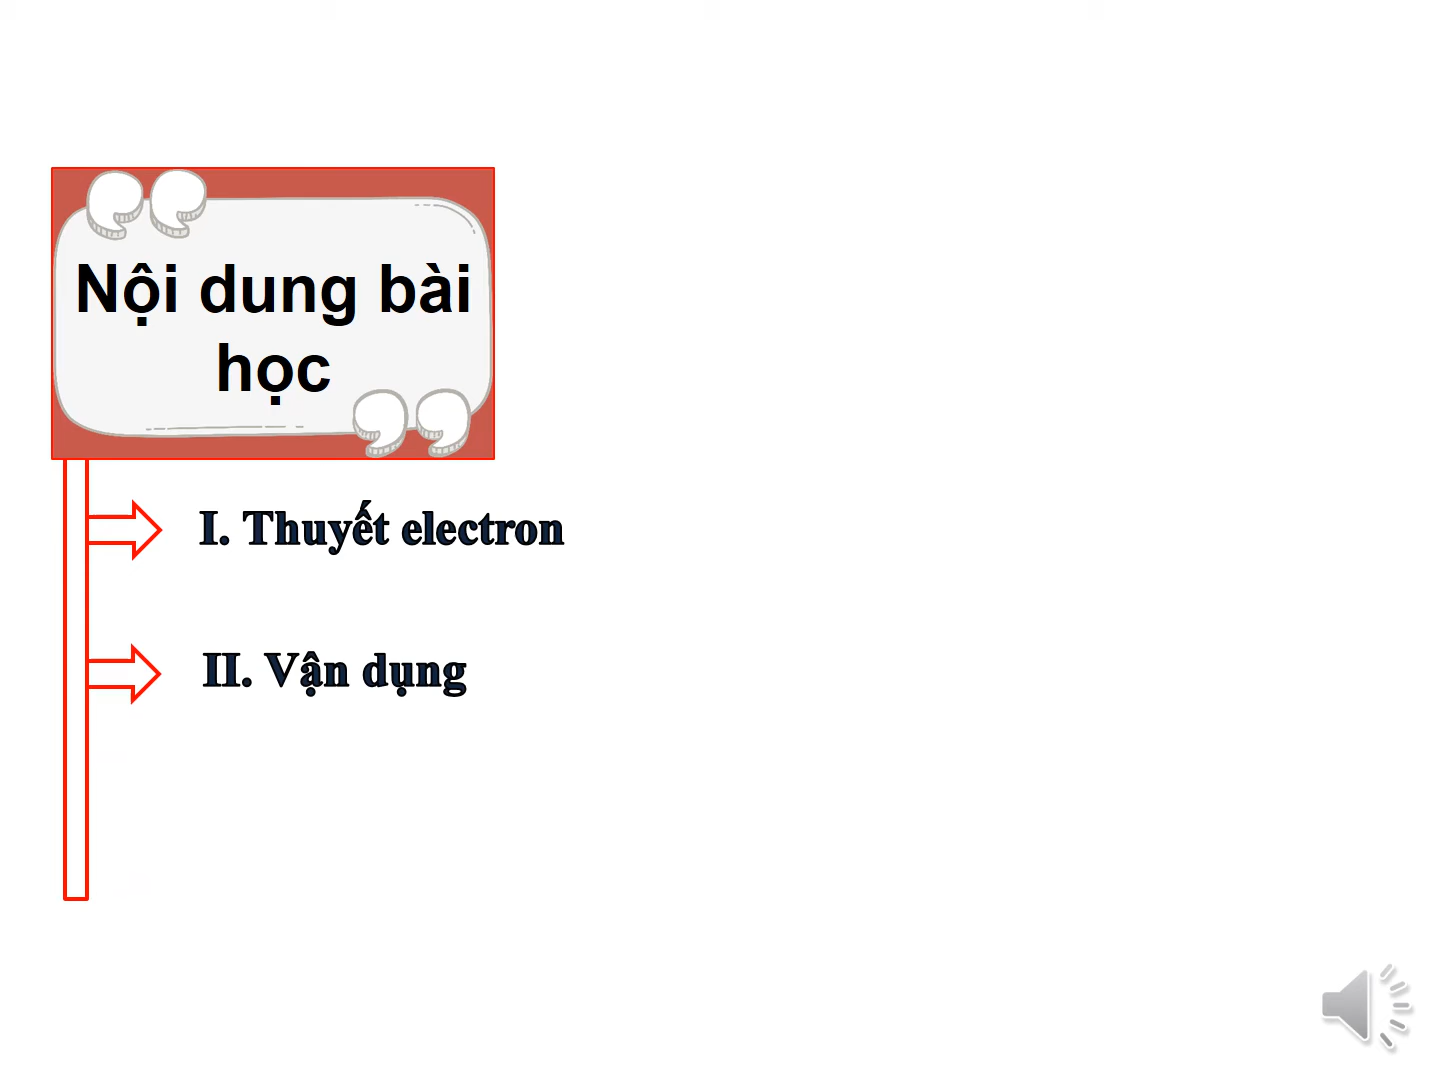 Nội dung bài
học
I. Thuyết electron
II. Vận dụng